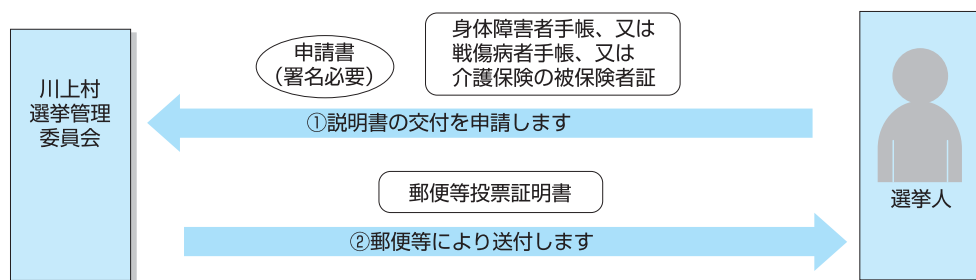 川上村
選挙管理
委員会
申請書
（署名必要）
身体障害者手帳、又は
戦傷病者手帳、又は
介護保険の被保険者証
①説明書の交付を申請します
郵便等投票証明書
②郵便等により送付します
選挙人